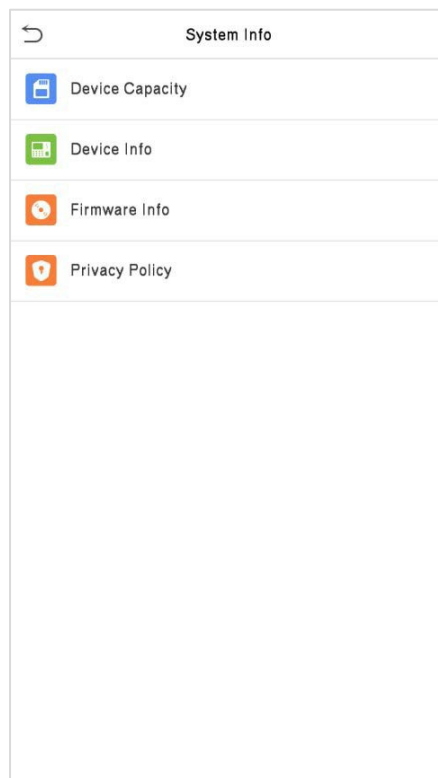 System Info
Device Capacity
Device Info
Firmware Info
Privacy Policy